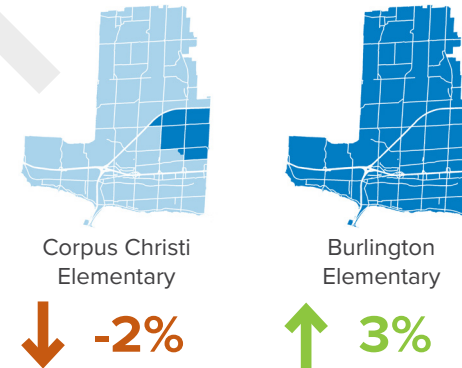 Corpus Christi
Elementary
-2%
Burlington
Elementary
3%